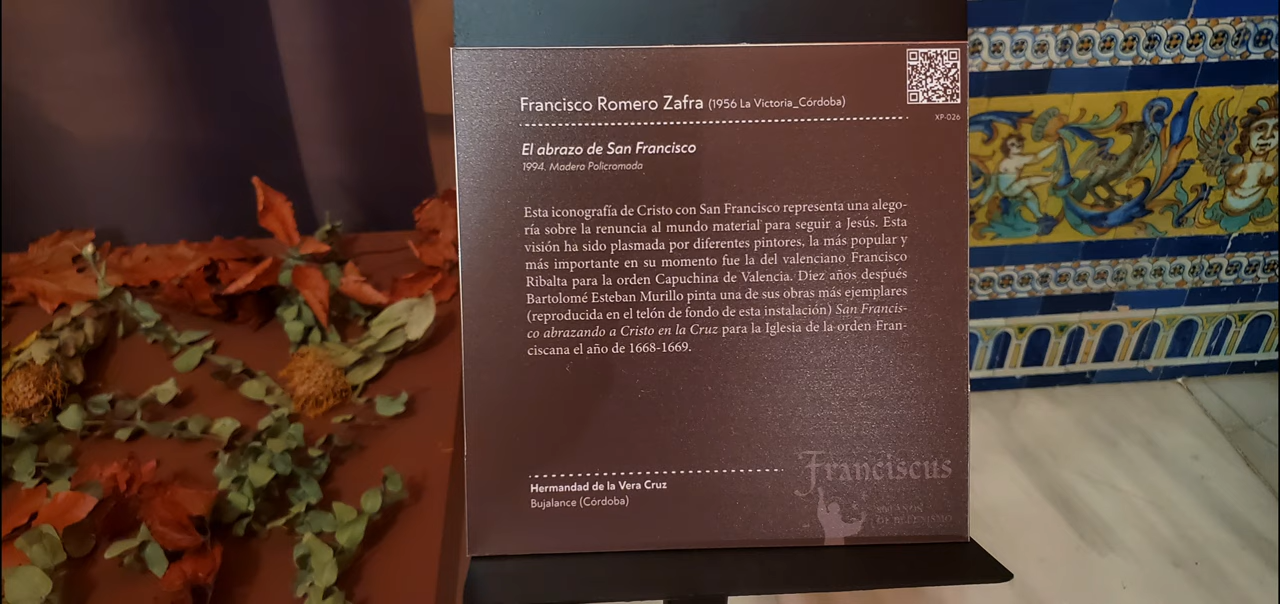 Francisco Romero Zafra (1956 La Victoria_Córdoba)
XP-026
El abrazo de San Francisco
1994. Madera Policromada
Esta iconografía de Cristo con San Francisco representa una alego-
ría sobre la renuncia al mundo material para seguir a Jesús. Esta
visión ha sido plasmada por diferentes pintores, la más popular y
más importante en su momento fue la del valenciano Francisco
Ribalta para la orden Capuchina de Valencia. Diez años después
Bartolomé Esteban Murillo pinta una de sus obras más ejemplares
(reproducida en el telón de fondo de esta instalación) San Francis-
co abrazando a Cristo en la Cruz para la Iglesia de la orden Fran-
ciscana el año de 1668-1669.
Hermandad de la Vera Cruz
Bujalance (Córdoba)
Franciscus
800 AÑOS
DE BELENISMO